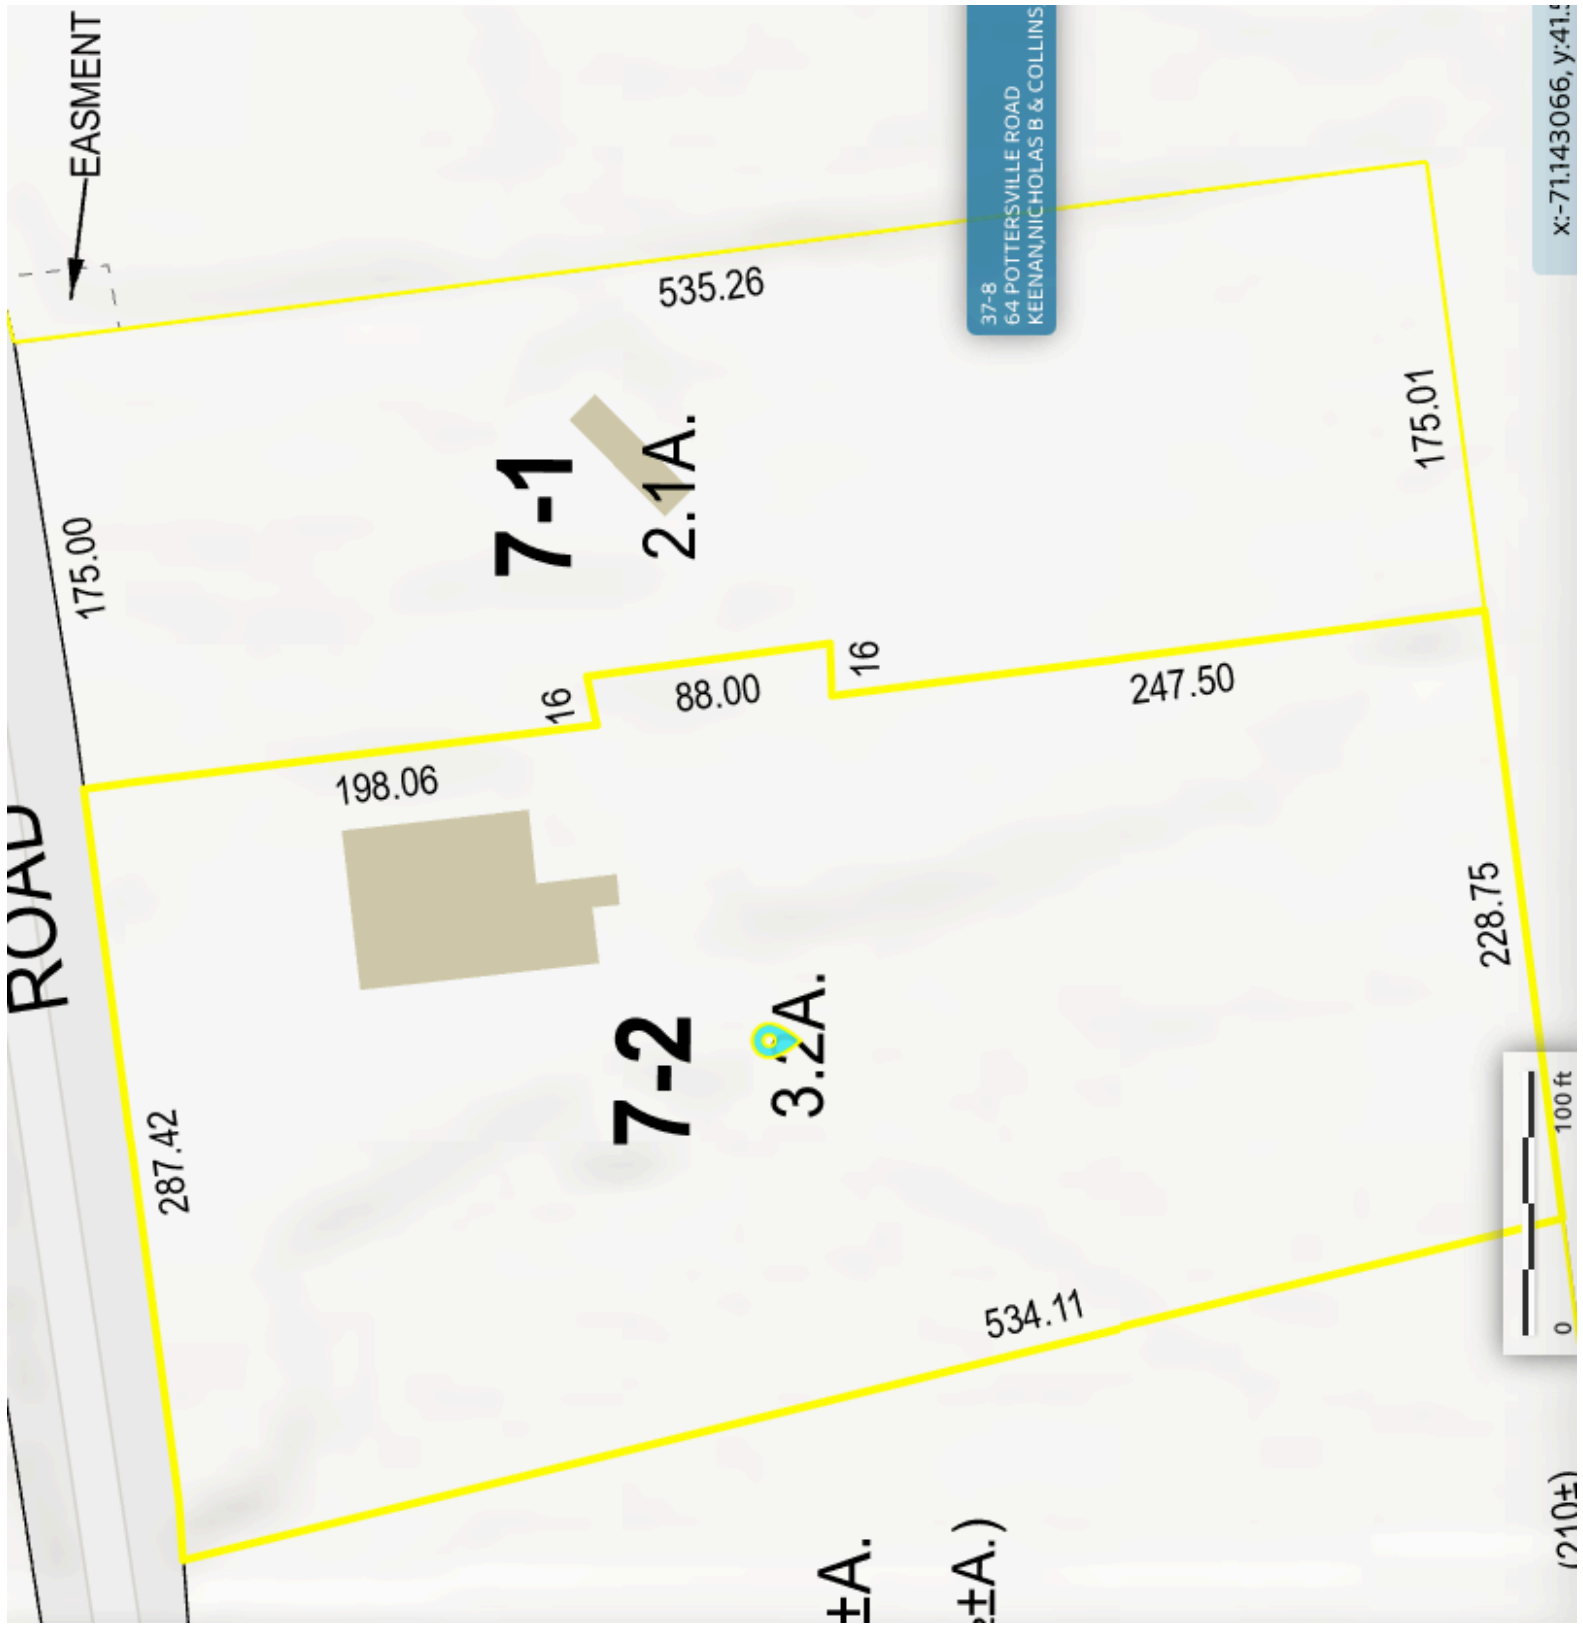 EASMENT
37-8
64 POTTERSVILLE ROAD
KEENAN,NICHOLAS B & COLLINS
535.26
175.00
7-1
2.1A.
175.01
16
88.00
16
247.50
198.06
ROAD
287.42
7-2
3.2A.
228.75
534.11
0
100 ft
±A.
±A.)
(210±)